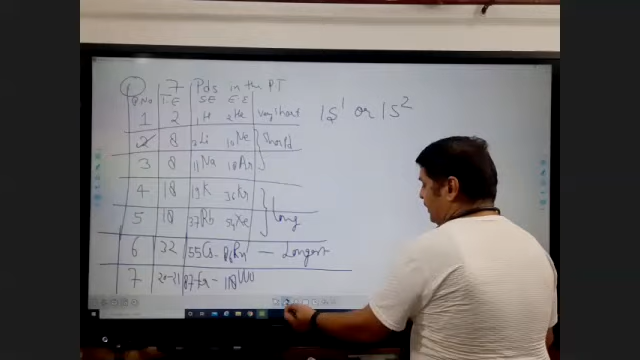 7 Pds in the PT
P.No T.E S.E E.E
1 2 1H 2He Very Short 1S1 or 1S2
2 8 3Li 10Ne Short Pd
3 8 11Na 18Ar
4 18 19K 36Kr
5 18 37Rb 54Xe Long
6 32 55Cs - 86Rn - Longest
7 87Fr - 118